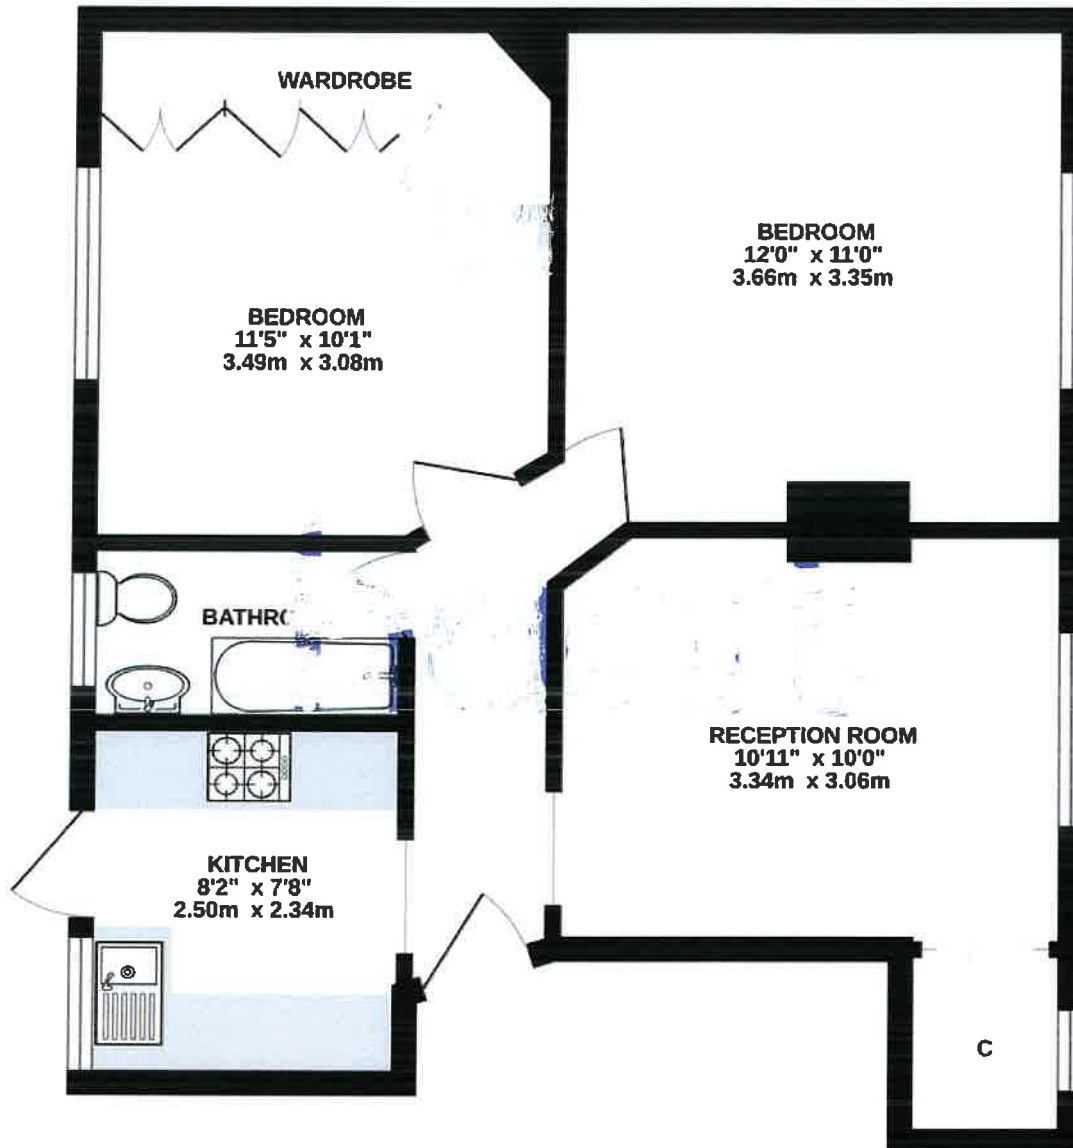 WARDROBE
BEDROOM
12'0" x 11'0"
3.66m x 3.35m
BEDROOM
11'5" x 10'1"
3.49m x 3.08m
BATHR
RECEPTION ROOM
10'11" x 10'0"
3.34m x 3.06m
KITCHEN
8'2" x 7'8"
2.50m x 2.34m
C